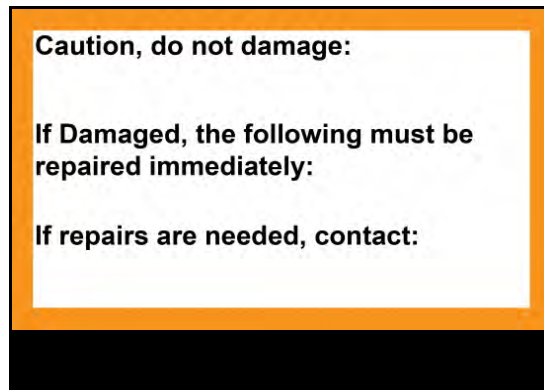 Caution, do not damage:
If Damaged, the following must be
repaired immediately:
If repairs are needed, contact: